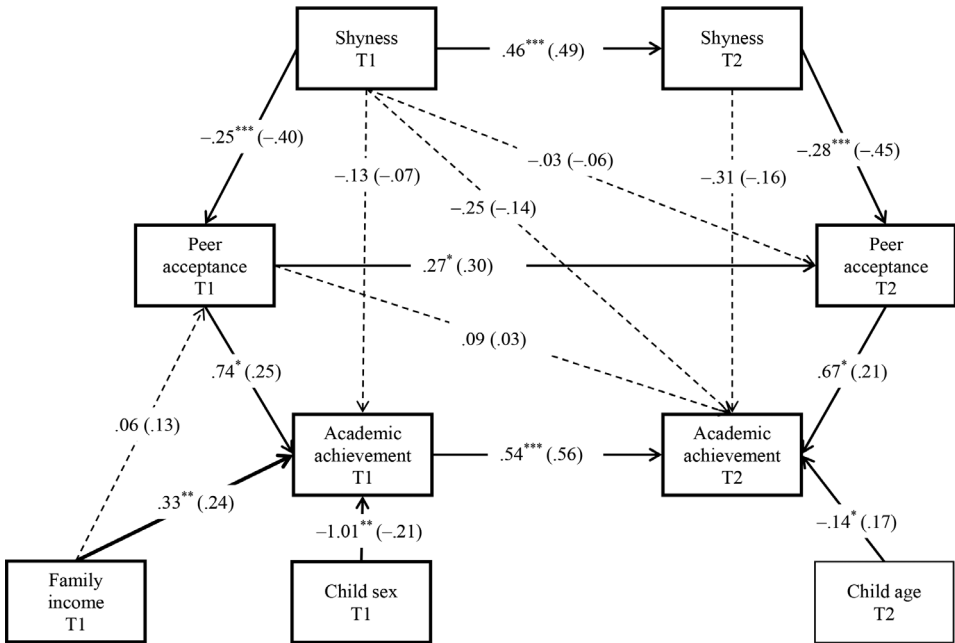 Shyness
T1
.46*** (.49)
Shyness
T2
–.25*** (–.40)
–.13 (–.07)
–.25 (–.14)
–.03 (–.06)
–.31 (–.16)
–.28*** (–.45)
Peer
acceptance
T1
.27* (.30)
Peer
acceptance
T2
.09 (.03)
.74* (.25)
.67* (.21)
.06 (.13)
Academic
achievement
T1
.54*** (.56)
Academic
achievement
T2
.33** (.24)
–1.01** (–.21)
–.14* (.17)
Family
income
T1
Child sex
T1
Child age
T2